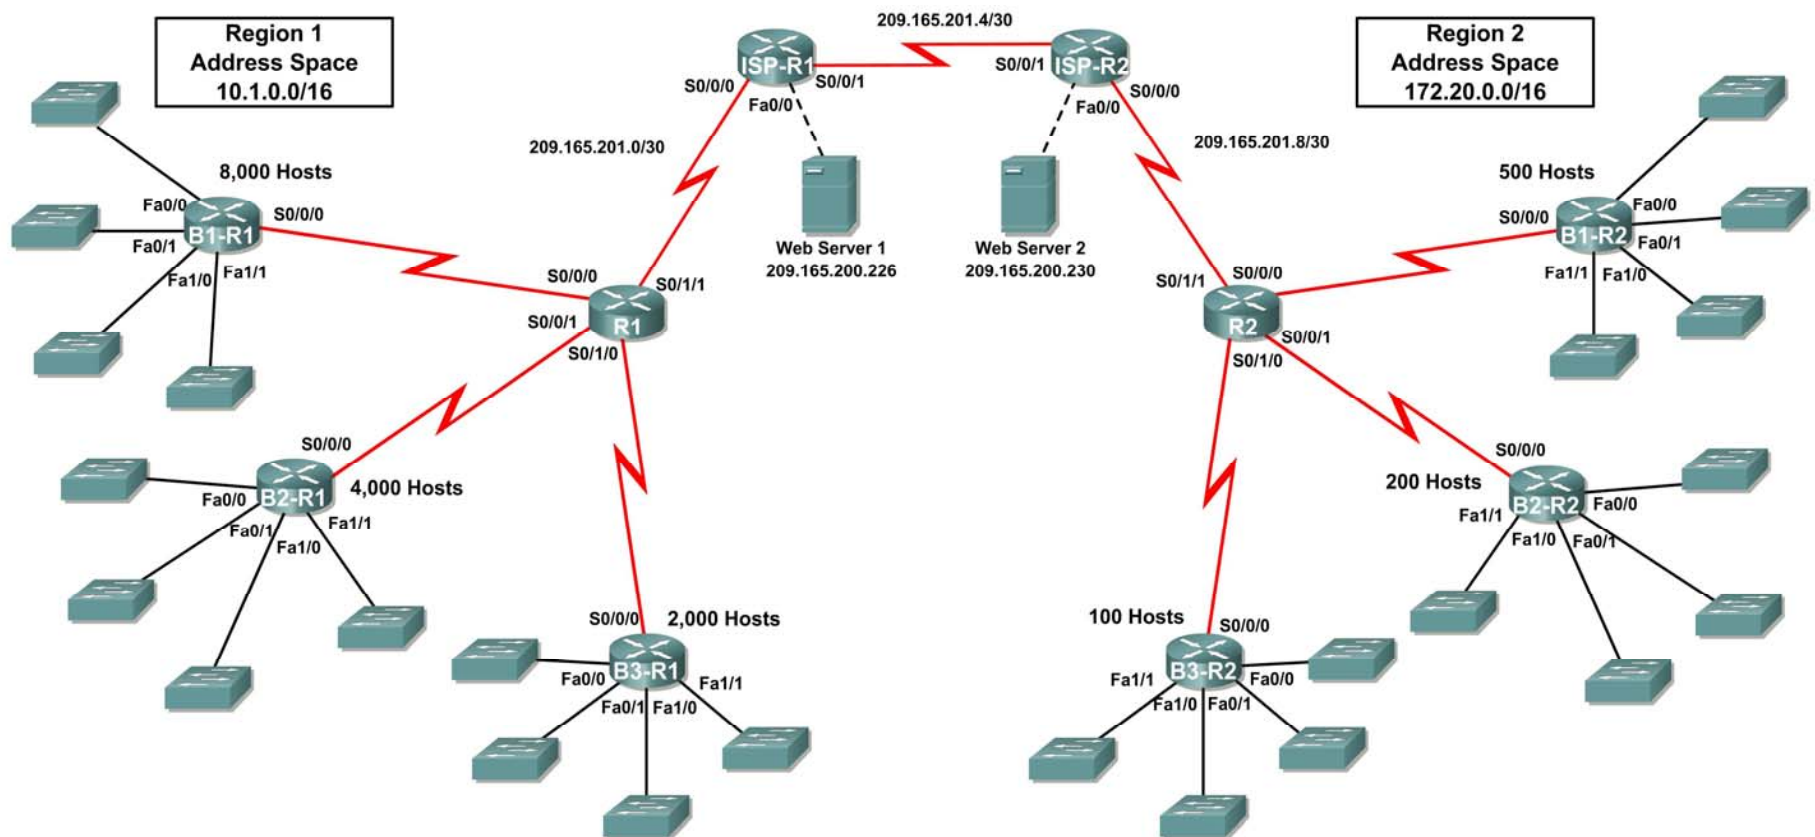 Region 1
Address Space
10.1.0.0/16
209.165.201.4/30
Region 2
Address Space
172.20.0.0/16
ISP-R1
S0/0/0
S0/0/1
Fa0/0
ISP-R2
S0/0/1
S0/0/0
Fa0/0
209.165.201.0/30
209.165.201.8/30
Web Server 1
209.165.200.226
Web Server 2
209.165.200.230
8,000 Hosts
Fa0/0
S0/0/0
B1-R1
Fa0/1
Fa1/0
Fa1/1
S0/0/0
S0/1/1
S0/0/1
R1
S0/1/0
500 Hosts
S0/0/0
Fa0/0
B1-R2
Fa0/1
Fa1/1
Fa1/0
S0/1/1
S0/0/0
R2
S0/0/1
S0/1/0
S0/0/0
B2-R1
4,000 Hosts
Fa0/0
Fa0/1
Fa1/1
Fa1/0
S0/0/0
200 Hosts
B2-R2
Fa0/0
Fa1/1
Fa1/0
Fa0/1
S0/0/0
2,000 Hosts
B3-R1
Fa0/0
Fa1/1
Fa0/1
Fa1/0
100 Hosts
S0/0/0
B3-R2
Fa1/1
Fa0/0
Fa1/0
Fa0/1